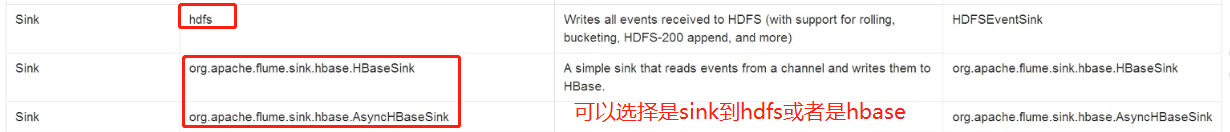 Sink hdfs Writes all events received to HDFS (with support for rolling, HDFSEventSink
bucketing, HDFS-200 append, and more)
Sink org.apache.flume.sink.hbase.HBaseSink A simple sink that reads events from a channel and writes them to org.apache.flume.sink.hbase.HBaseSink
HBase.
可以选择是sink到hdfs或者是hbase
Sink org.apache.flume.sink.hbase.AsyncHBaseSink org.apache.flume.sink.hbase.AsyncHBaseSink